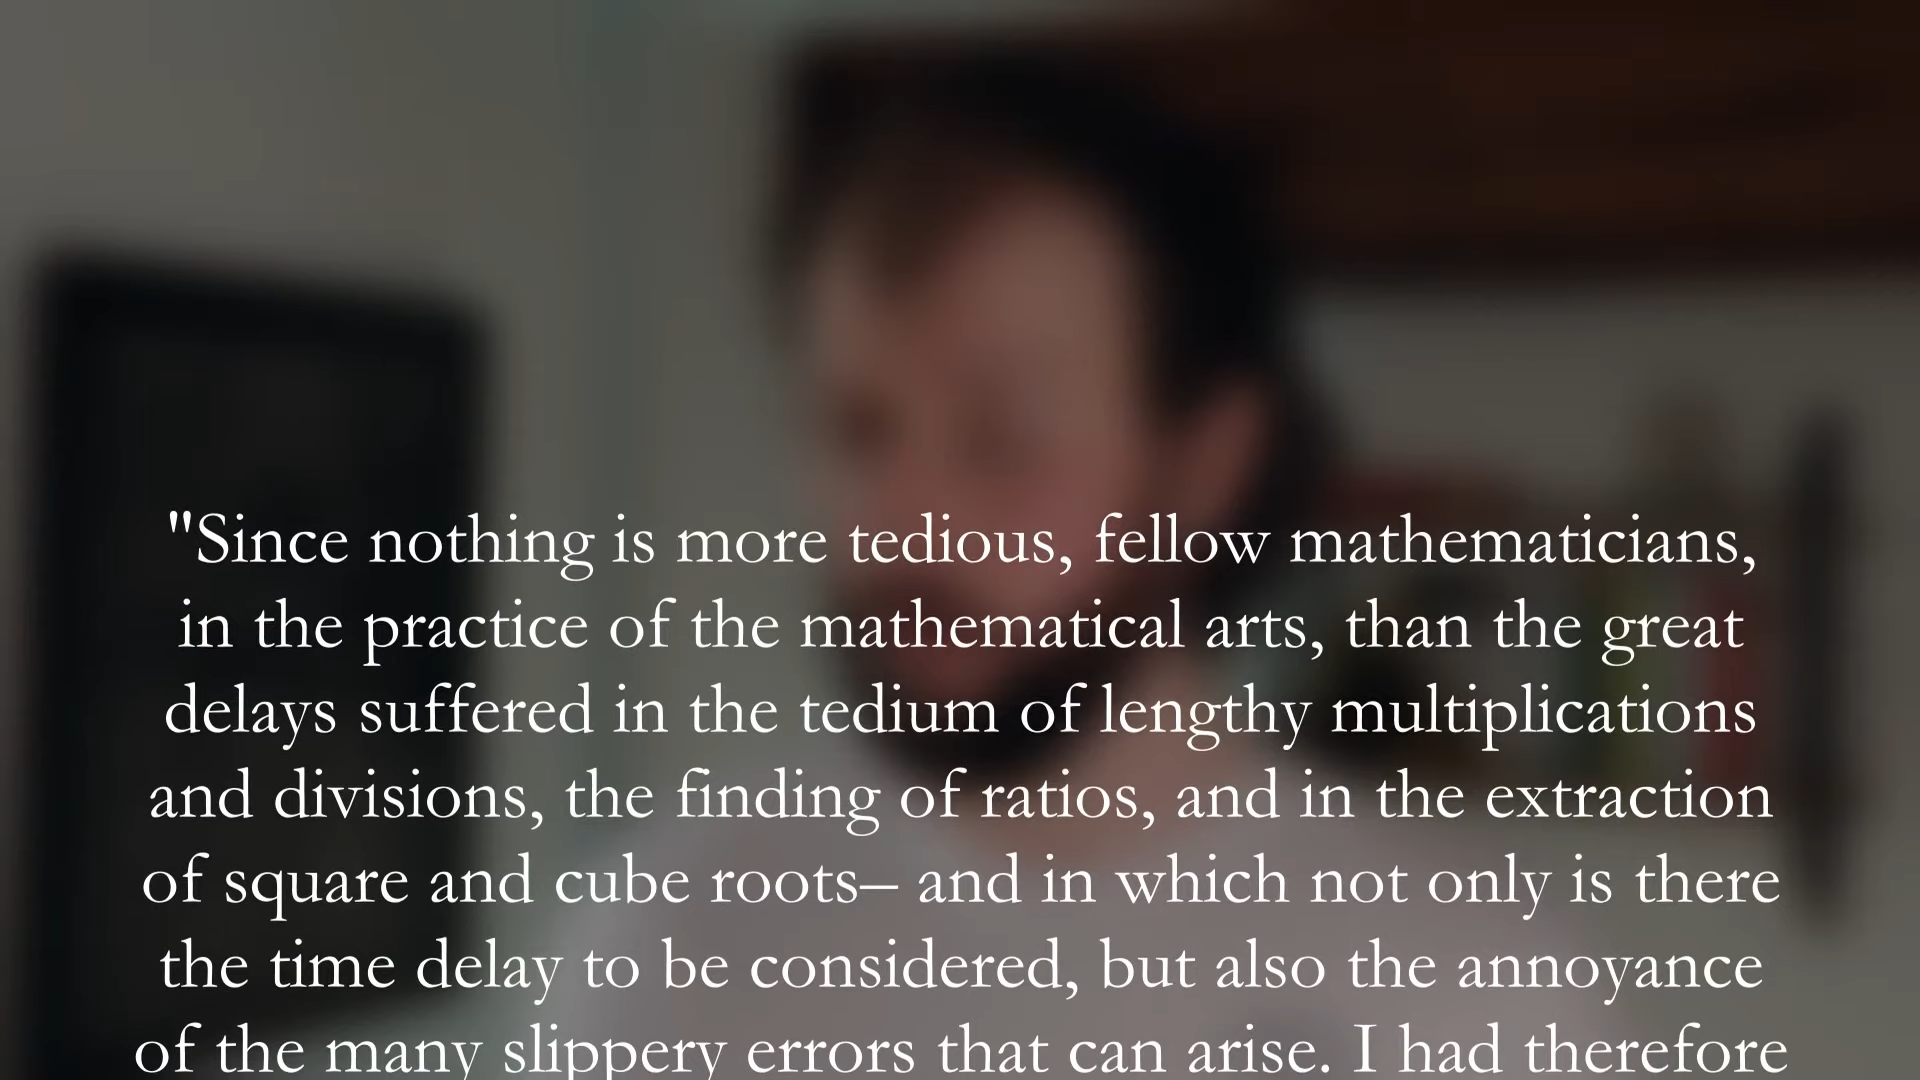 "Since nothing is more tedious, fellow mathematicians,
in the practice of the mathematical arts, than the great
delays suffered in the tedium of lengthy multiplications
and divisions, the finding of ratios, and in the extraction
of square and cube roots– and in which not only is there
the time delay to be considered, but also the annoyance
of the many slippery errors that can arise. I had therefore